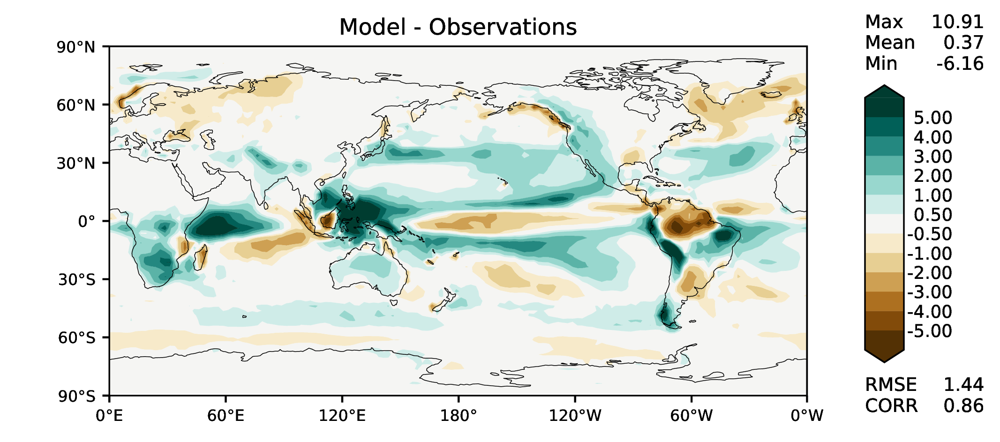 Model - Observations
Max 10.91
Mean 0.37
Min -6.16
90°N
60°N
30°N
0°
30°S
60°S
90°S
0°E 60°E 120°E 180° 120°W 60°W 0°W
5.00
4.00
3.00
2.00
1.00
0.50
-0.50
-1.00
-2.00
-3.00
-4.00
-5.00
RMSE 1.44
CORR 0.86